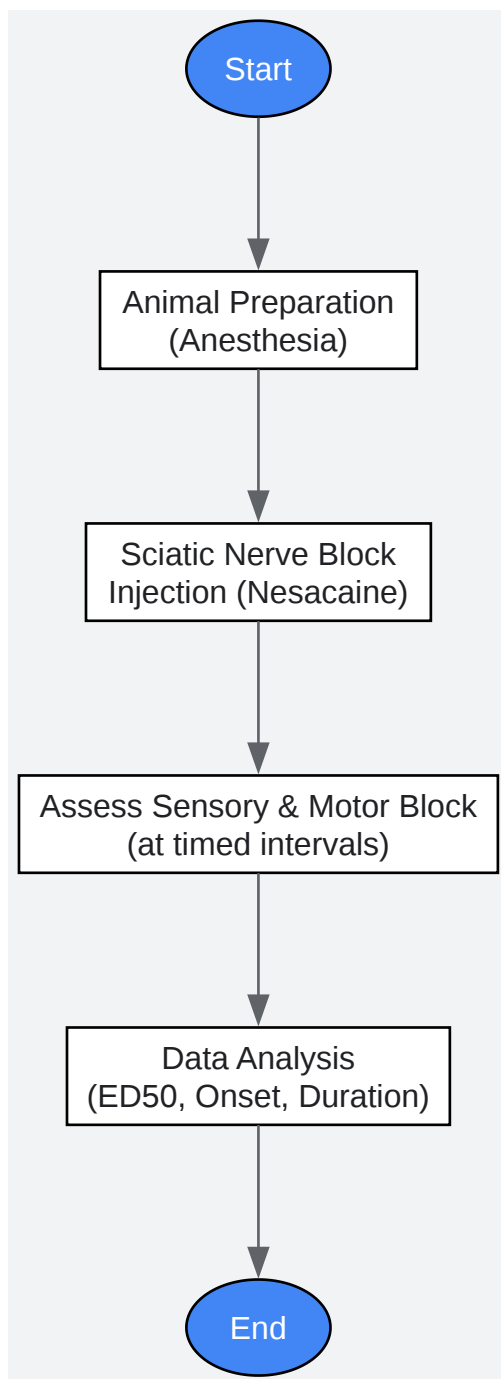 Start
Animal Preparation
(Anesthesia)
Sciatic Nerve Block
Injection (Nesacaine)
Assess Sensory & Motor Block
(at timed intervals)
Data Analysis
(ED50, Onset, Duration)
End